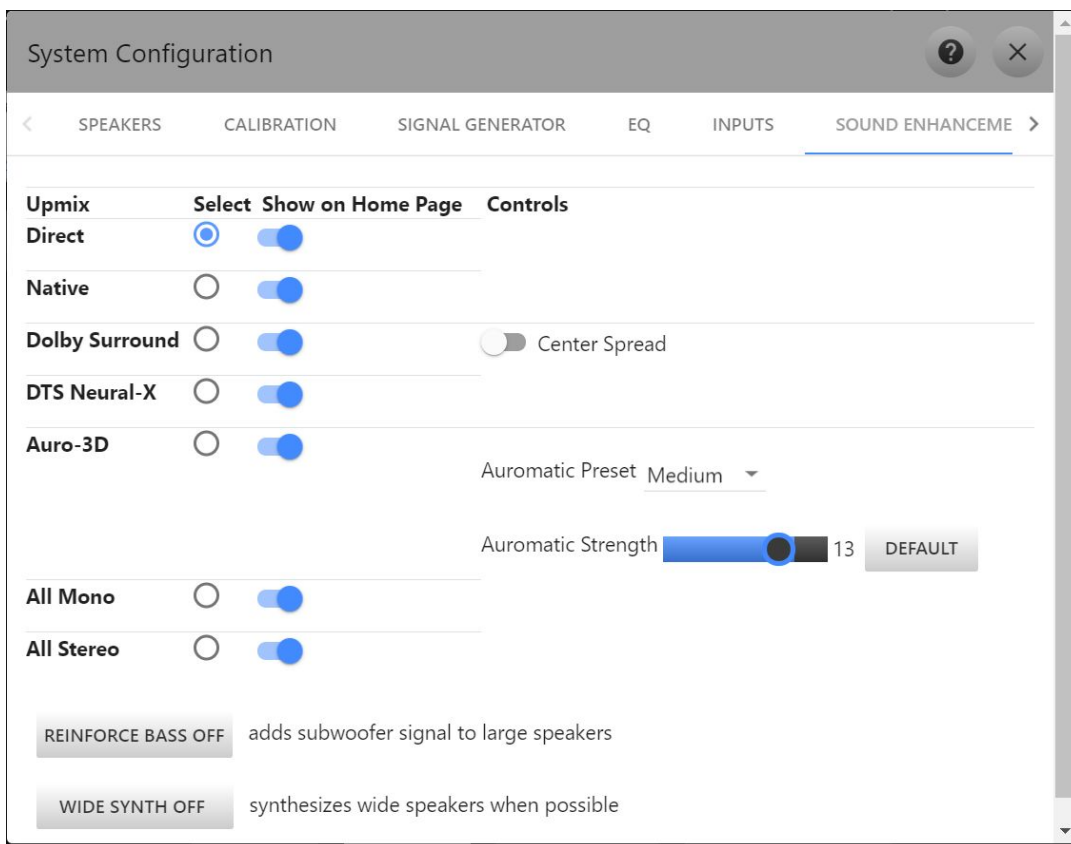 System Configuration
SPEAKERS CALIBRATION SIGNAL GENERATOR EQ INPUTS SOUND ENHANCEME
Upmix Select Show on Home Page Controls
Direct
Native
Dolby Surround Center Spread
DTS Neural-X
Auro-3D
Auromatic Preset Medium
Auromatic Strength 13 DEFAULT
All Mono
All Stereo
REINFORCE BASS OFF adds subwoofer signal to large speakers
WIDE SYNTH OFF synthesizes wide speakers when possible